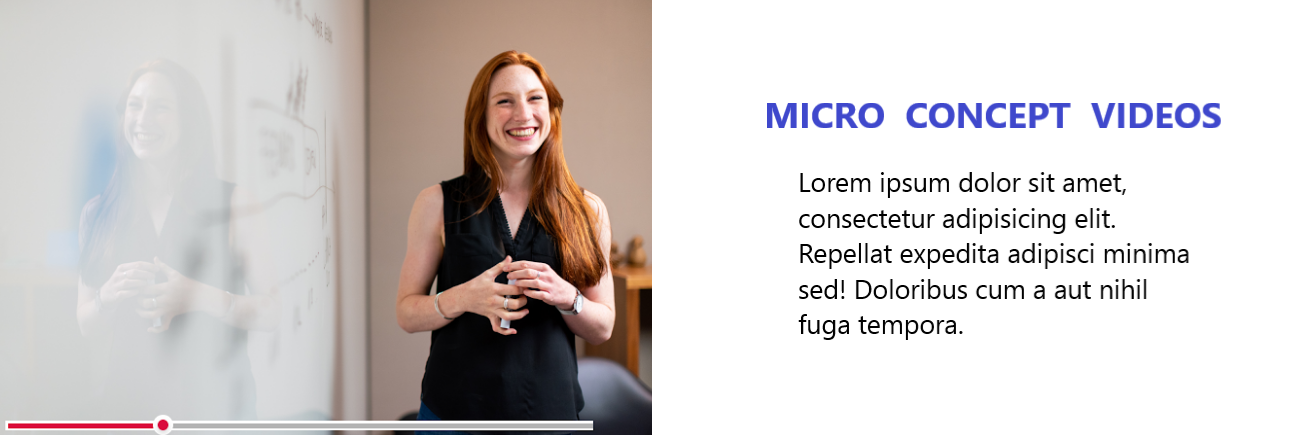 MICRO CONCEPT VIDEOS
Lorem ipsum dolor sit amet,
consectetur adipisicing elit.
Repellat expedita adipisci minima
sed! Doloribus cum a aut nihil
fuga tempora.